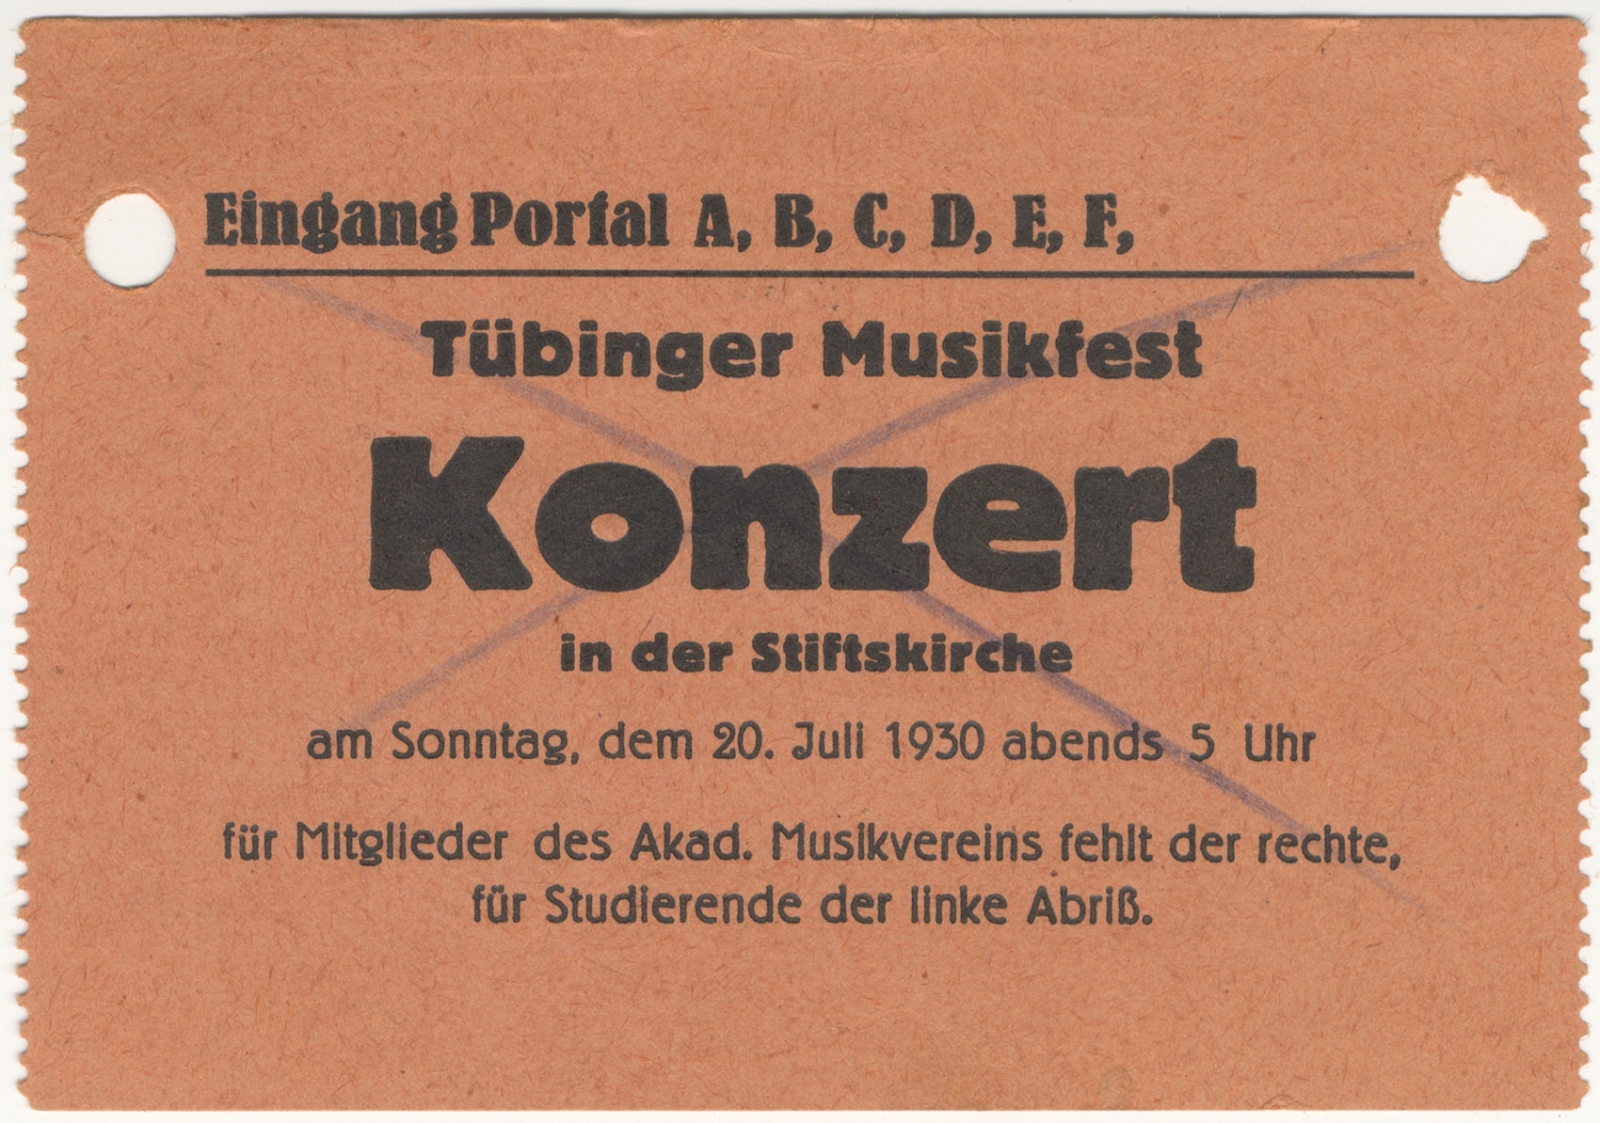 Eingang Portal A, B, C, D, E, F,
Tübinger Musikfest
Konzert
in der Stiftskirche
am Sonntag, dem 20. Juli 1930 abends 5 Uhr
für Mitglieder des Akad. Musikvereins fehlt der rechte,
für Studierende der linke Abriß.